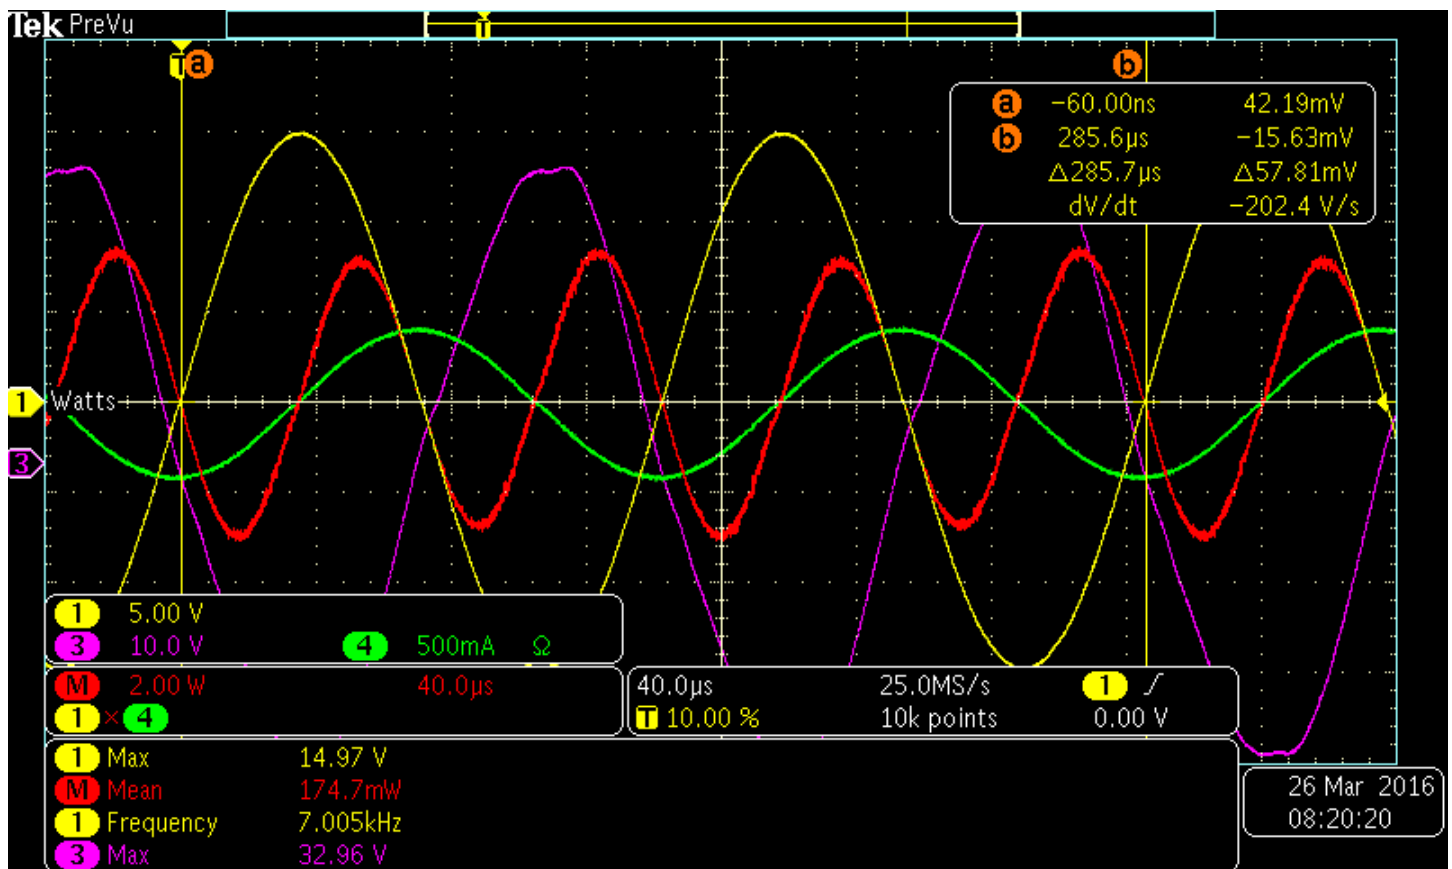 Tek PreVu
T
T a b
a −60.00ns 42.19mV
b 285.6µs −15.63mV
Δ285.7µs Δ57.81mV
dV/dt −202.4 V/s
1 Watts
3
1 5.00 V
3 10.0 V 4 500mA Ω
M 2.00 W 40.0µs
1 × 4
40.0µs 25.0MS/s 1
T 10.00 % 10k points 0.00 V
1 Max 14.97 V
M Mean 174.7mW
1 Frequency 7.005kHz
3 Max 32.96 V
26 Mar 2016
08:20:20